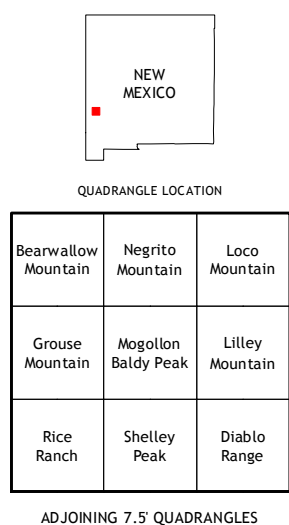 NEW
MEXICO
QUADRANGLE LOCATION
Bearwallow
Mountain
Negrito
Mountain
Loco
Mountain
Grouse
Mountain
Mogollon
Baldy Peak
Lilley
Mountain
Rice
Ranch
Shelley
Peak
Diablo
Range
ADJOINING 7.5' QUADRANGLES